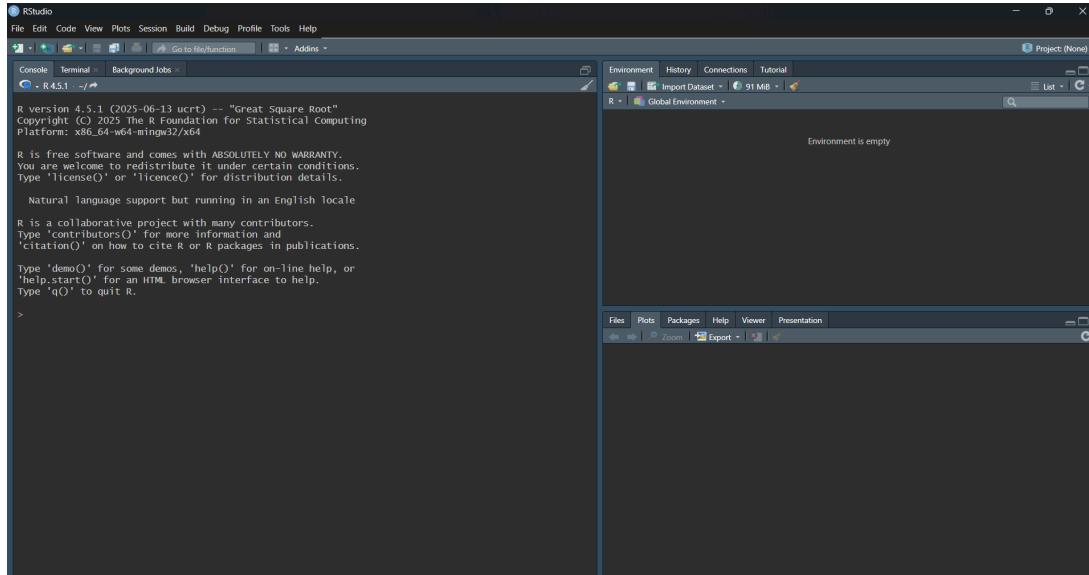 RStudio
File Edit Code View Plots Session Build Debug Profile Tools Help
Go to file/function Addins Project: (None)
Console Terminal Background Jobs
R 4.5.1 · ~/
R version 4.5.1 (2025-06-13 ucrt) -- "Great Square Root"
Copyright (C) 2025 The R Foundation for Statistical Computing
Platform: x86_64-w64-mingw32/x64
R is free software and comes with ABSOLUTELY NO WARRANTY.
You are welcome to redistribute it under certain conditions.
Type 'license()' or 'licence()' for distribution details.
Natural language support but running in an English locale
R is a collaborative project with many contributors.
Type 'contributors()' for more information and
'citation()' on how to cite R or R packages in publications.
Type 'demo()' for some demos, 'help()' for on-line help, or
'help.start()' for an HTML browser interface to help.
Type 'q()' to quit R.
>
Environment History Connections Tutorial
Import Dataset 91 MiB List
R Global Environment
Environment is empty
Files Plots Packages Help Viewer Presentation
Zoom Export